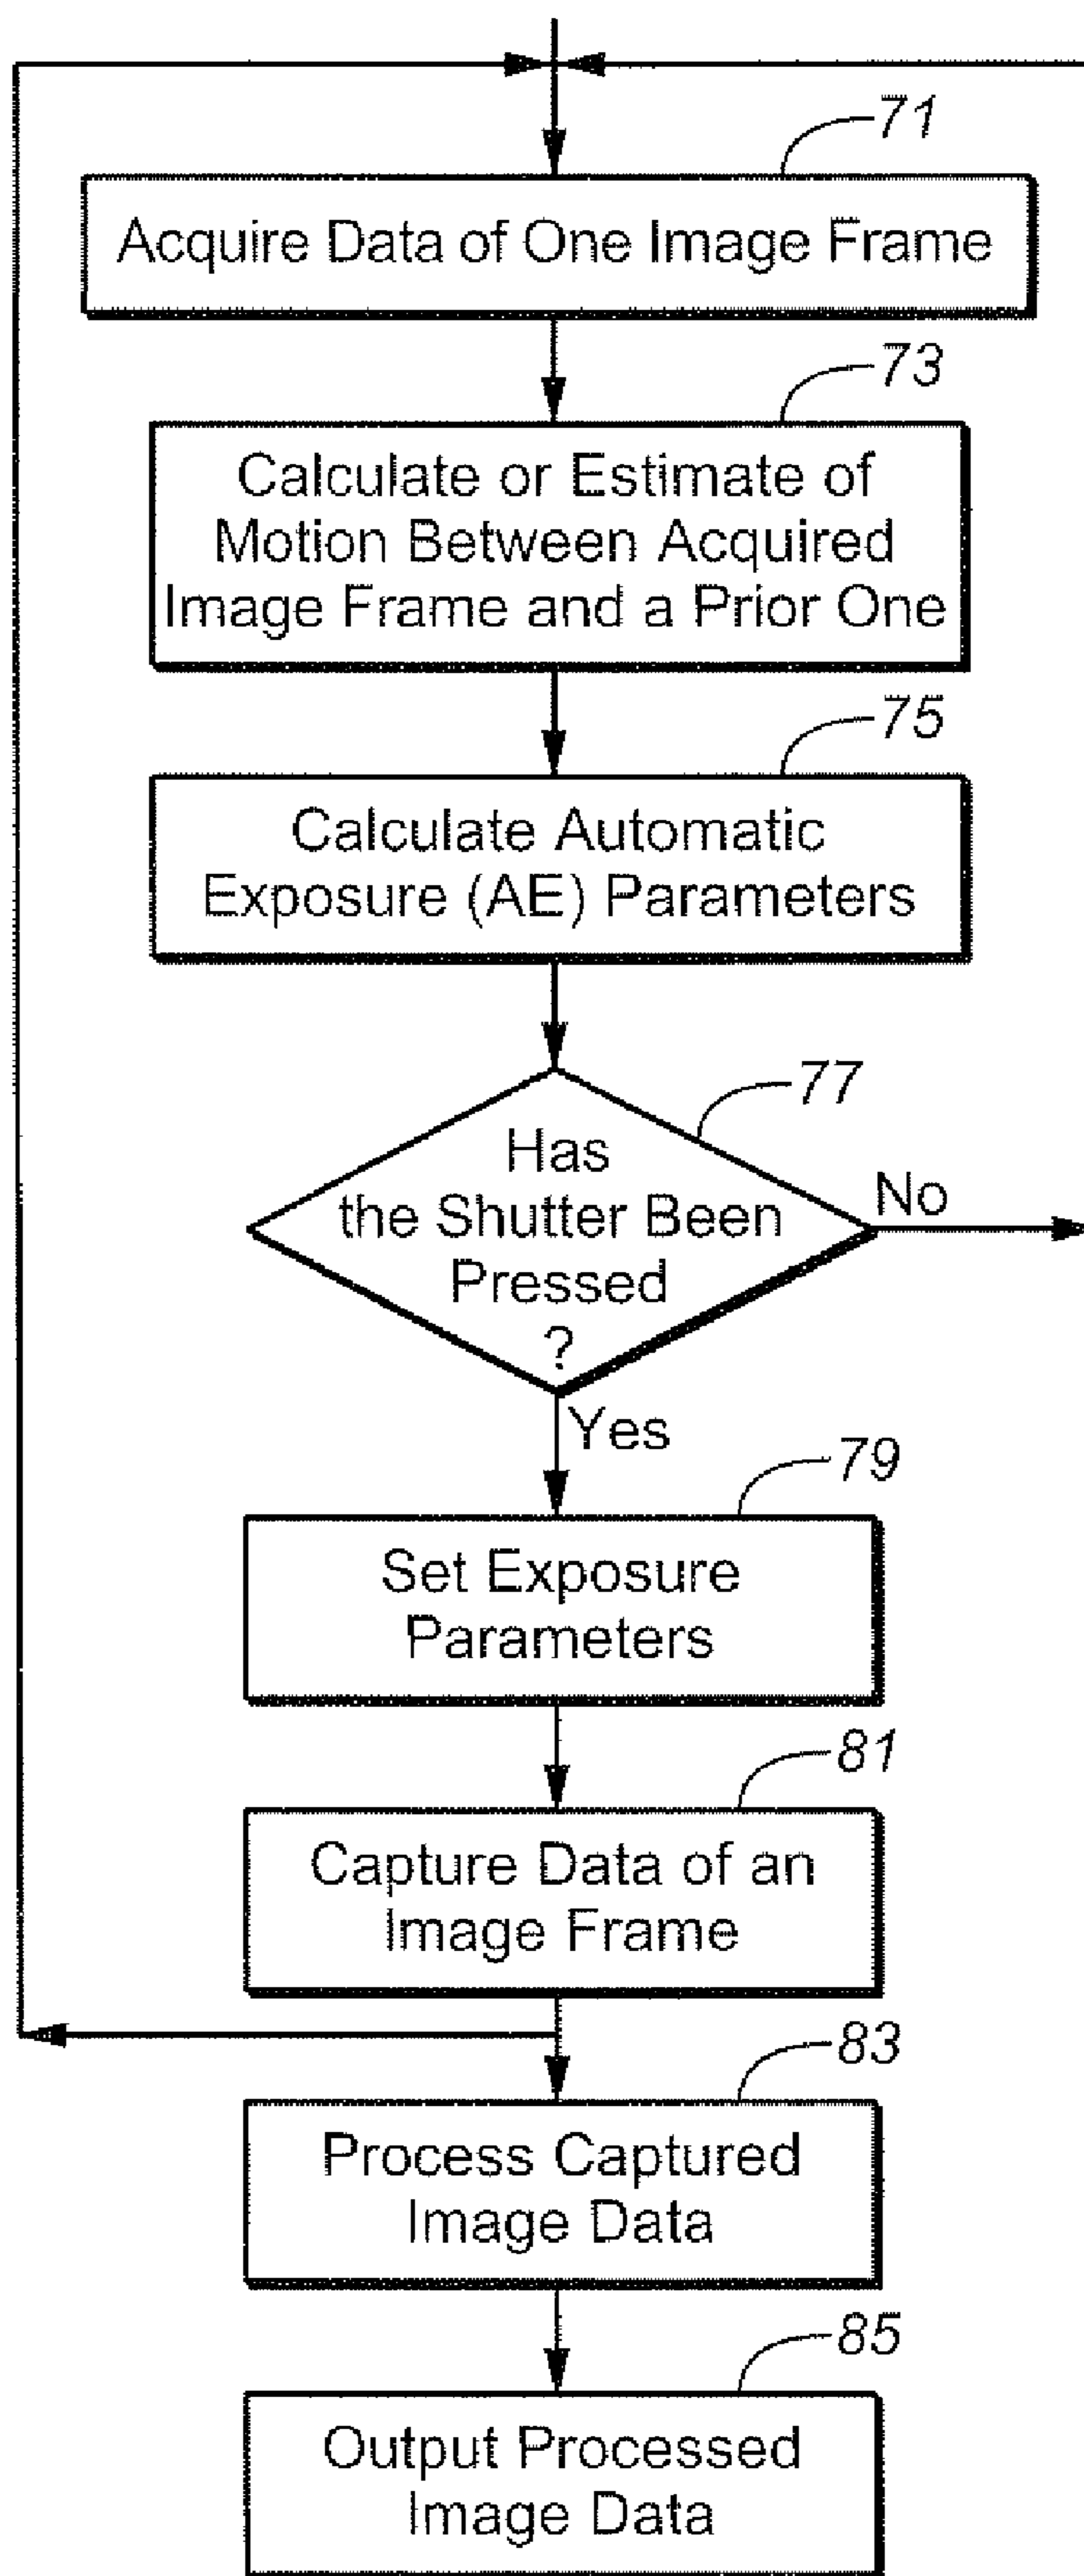 71
Acquire Data of One Image Frame
73
Calculate or Estimate of
Motion Between Acquired
Image Frame and a Prior One
75
Calculate Automatic
Exposure (AE) Parameters
77
Has
the Shutter Been
Pressed
?
No
Yes
79
Set Exposure
Parameters
81
Capture Data of an
Image Frame
83
Process Captured
Image Data
85
Output Processed
Image Data